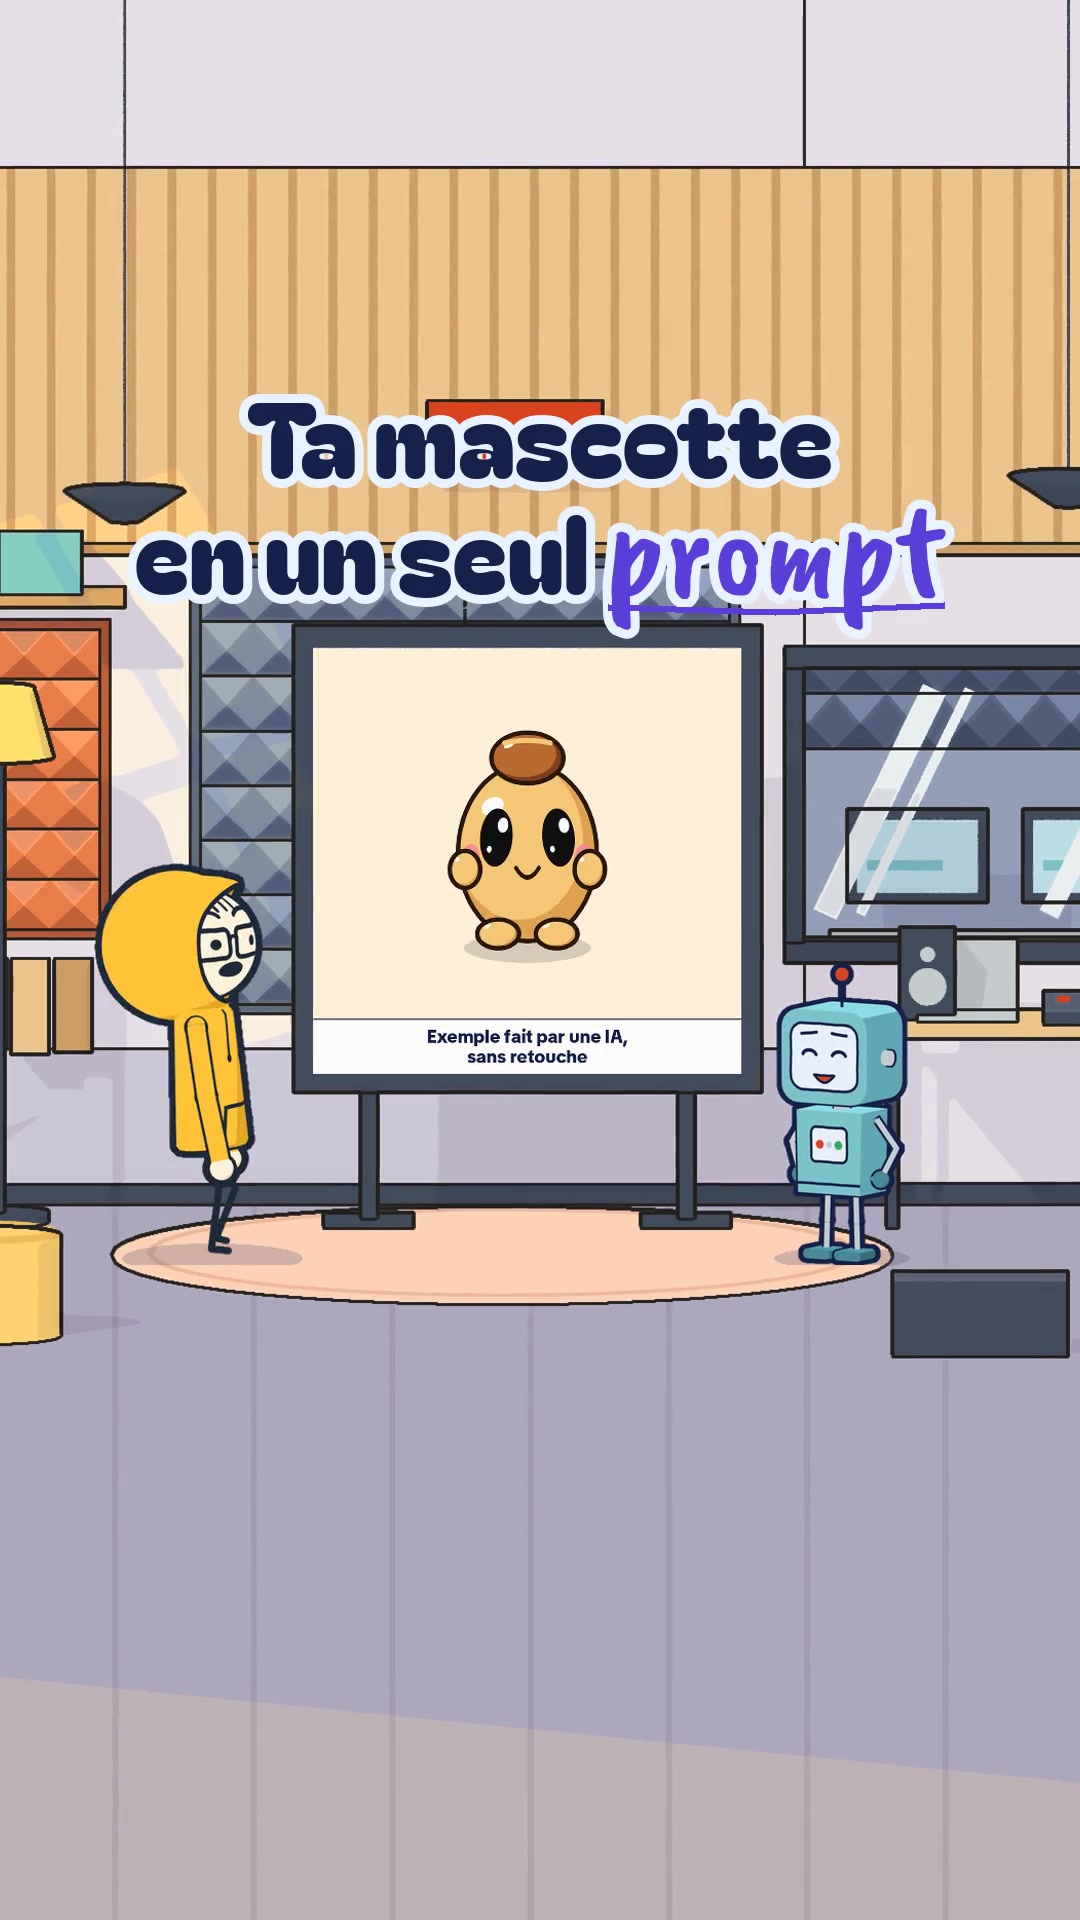 Ta mascotte
en un seul prompt
Exemple fait par une IA,
sans retouche